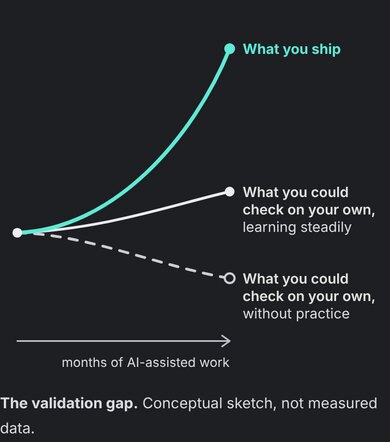 What you ship
What you could
check on your own,
learning steadily
What you could
check on your own,
without practice
months of AI-assisted work
The validation gap. Conceptual sketch, not measured
data.